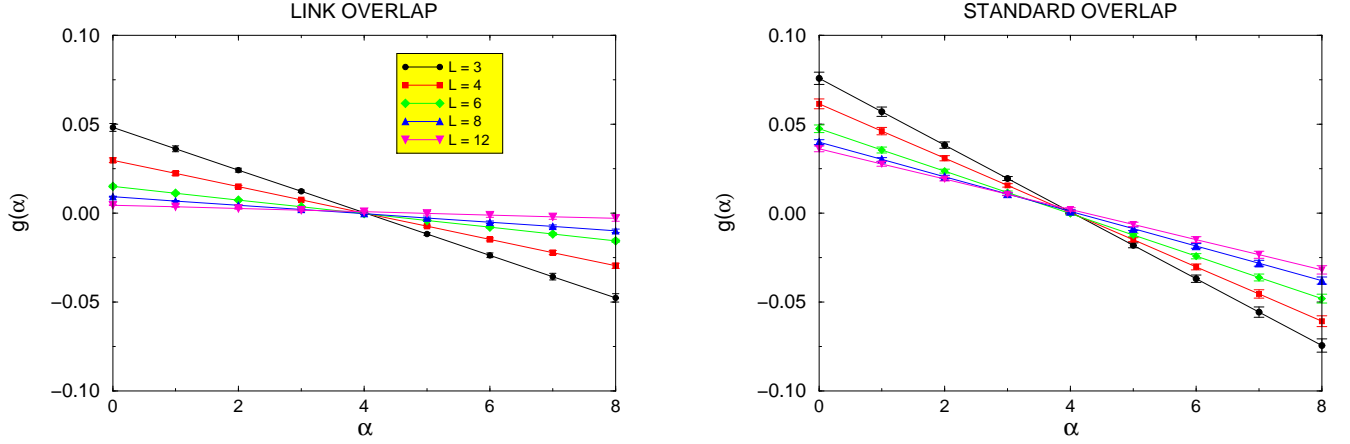 LINK OVERLAP
0.10
0.05
0.00
−0.05
−0.10
g(α)
L = 3
L = 4
L = 6
L = 8
L = 12
0 2 4 6 8
α
STANDARD OVERLAP
0.10
0.05
0.00
−0.05
−0.10
g(α)
0 2 4 6 8
α